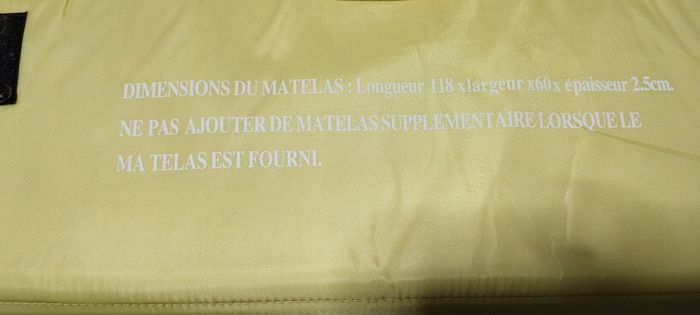 DIMENSIONS DU MATELAS : Longueur 118 xlargeur x60x épaisseur 2.5cm.
NE PAS AJOUTER DE MATELAS SUPPLEMENTAIRE LORSQUE LE
MA TELAS EST FOURNI.